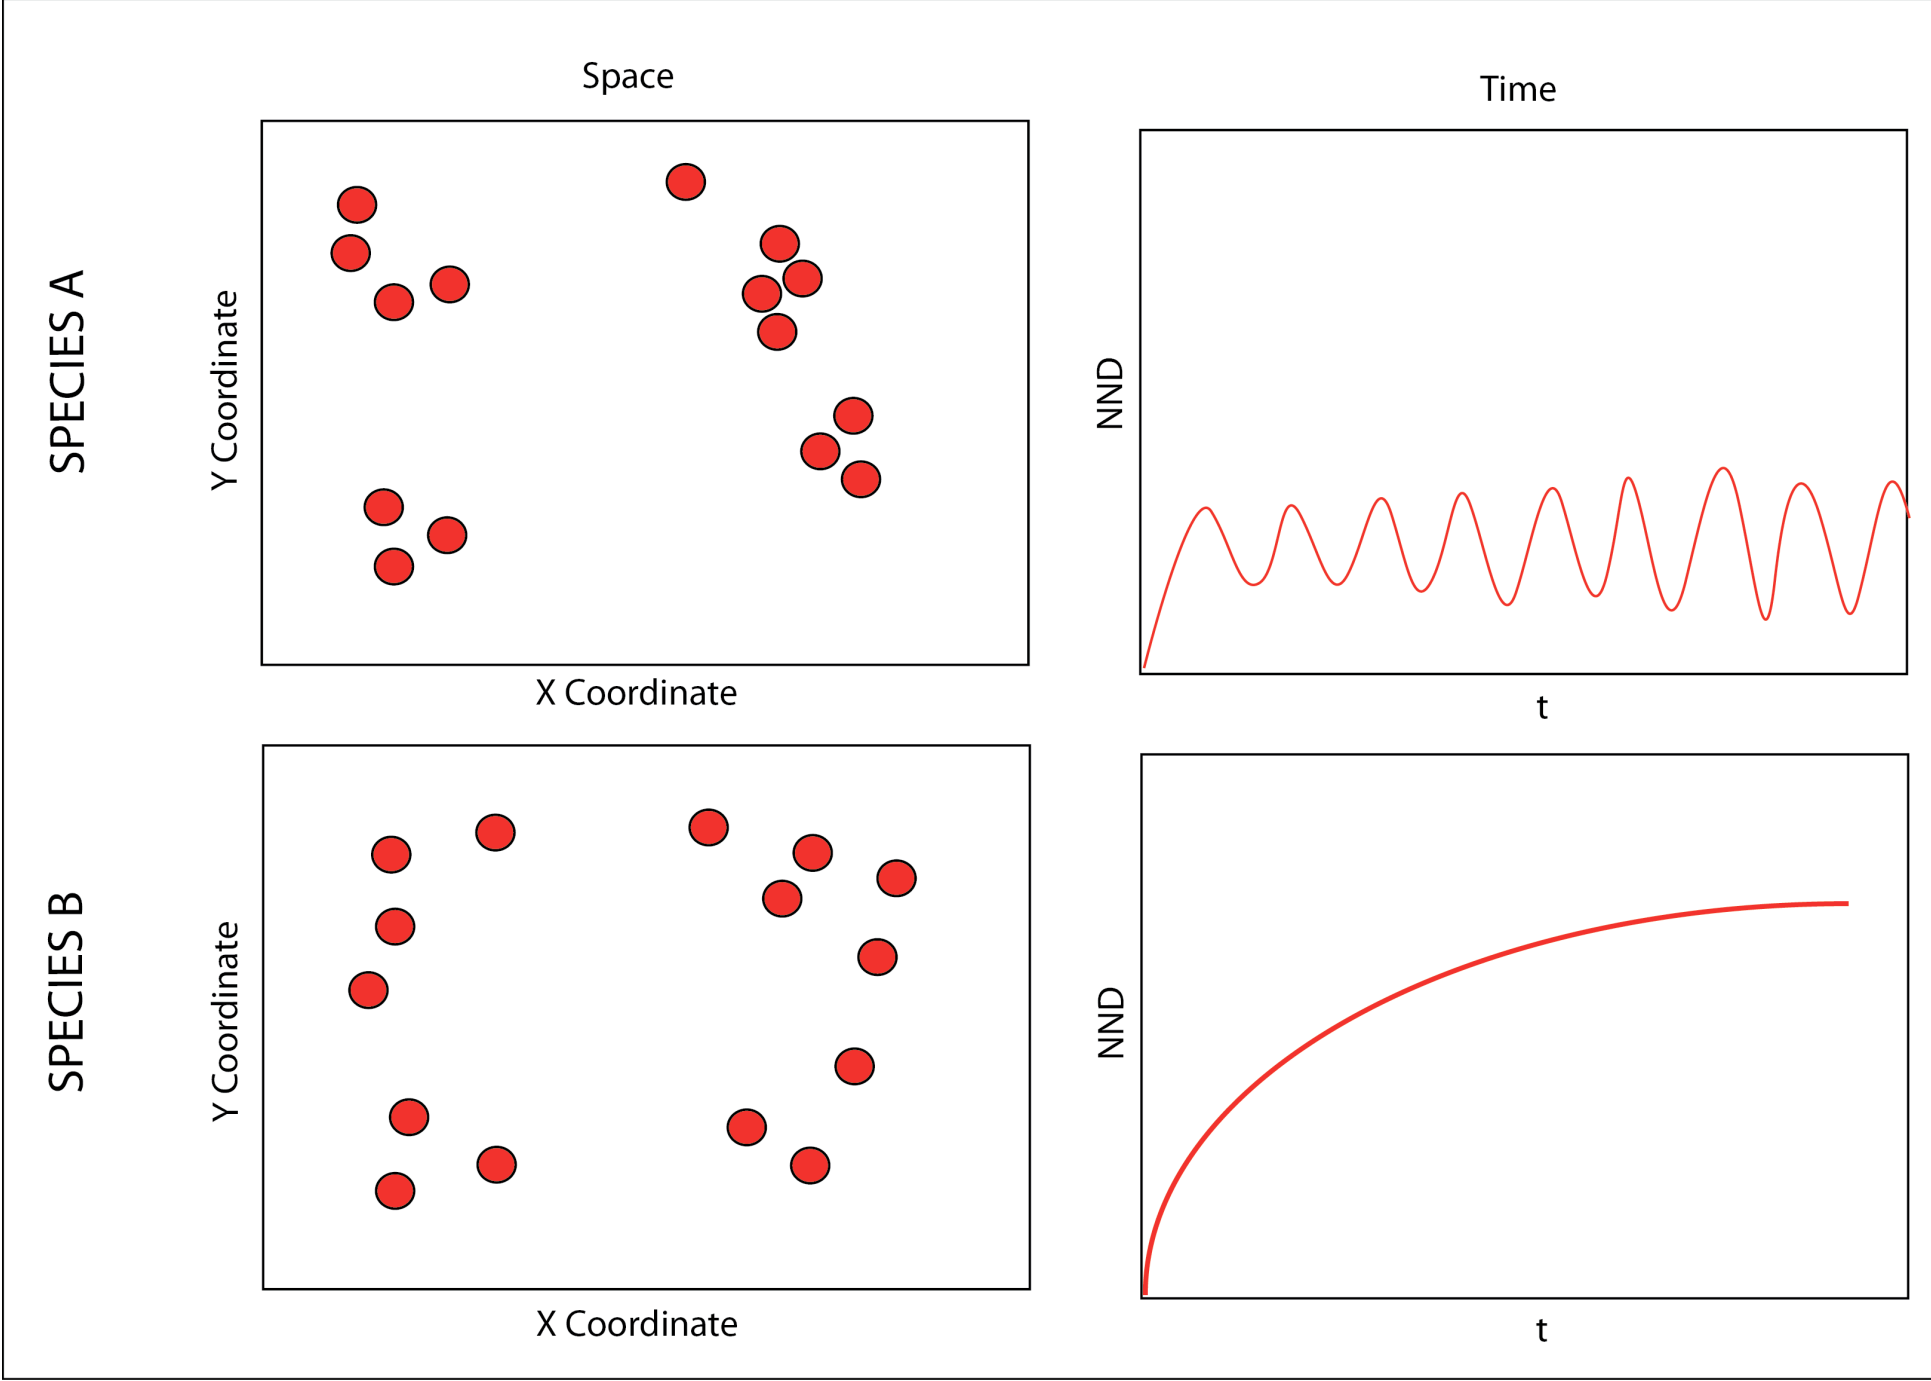 Space
Time
SPECIES A
Y Coordinate
X Coordinate
NND
t
SPECIES B
Y Coordinate
X Coordinate
NND
t